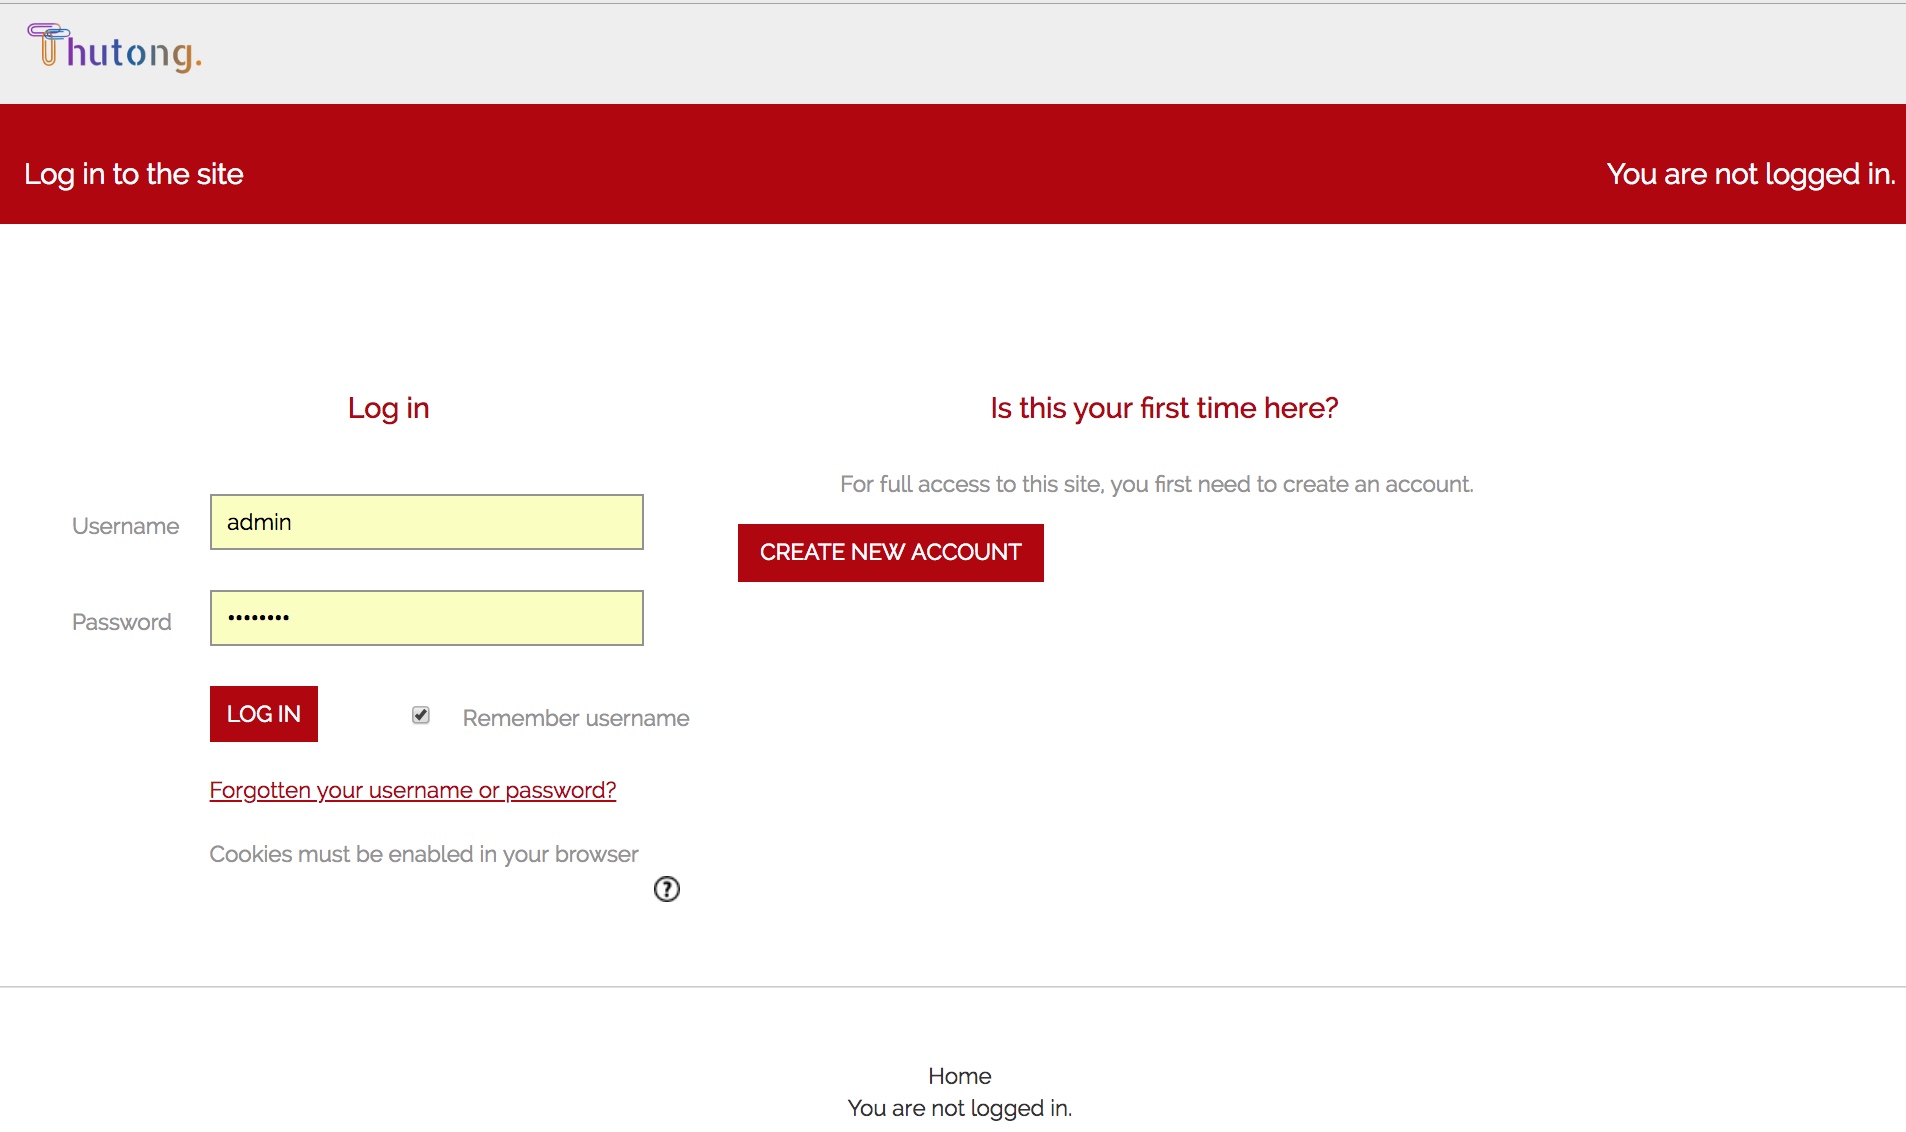 Thutong.
Log in to the site
You are not logged in.
Log in
Username
admin
Password
••••••••
LOG IN
Remember username
Forgotten your username or password?
Cookies must be enabled in your browser
?
Is this your first time here?
For full access to this site, you first need to create an account.
CREATE NEW ACCOUNT
Home
You are not logged in.